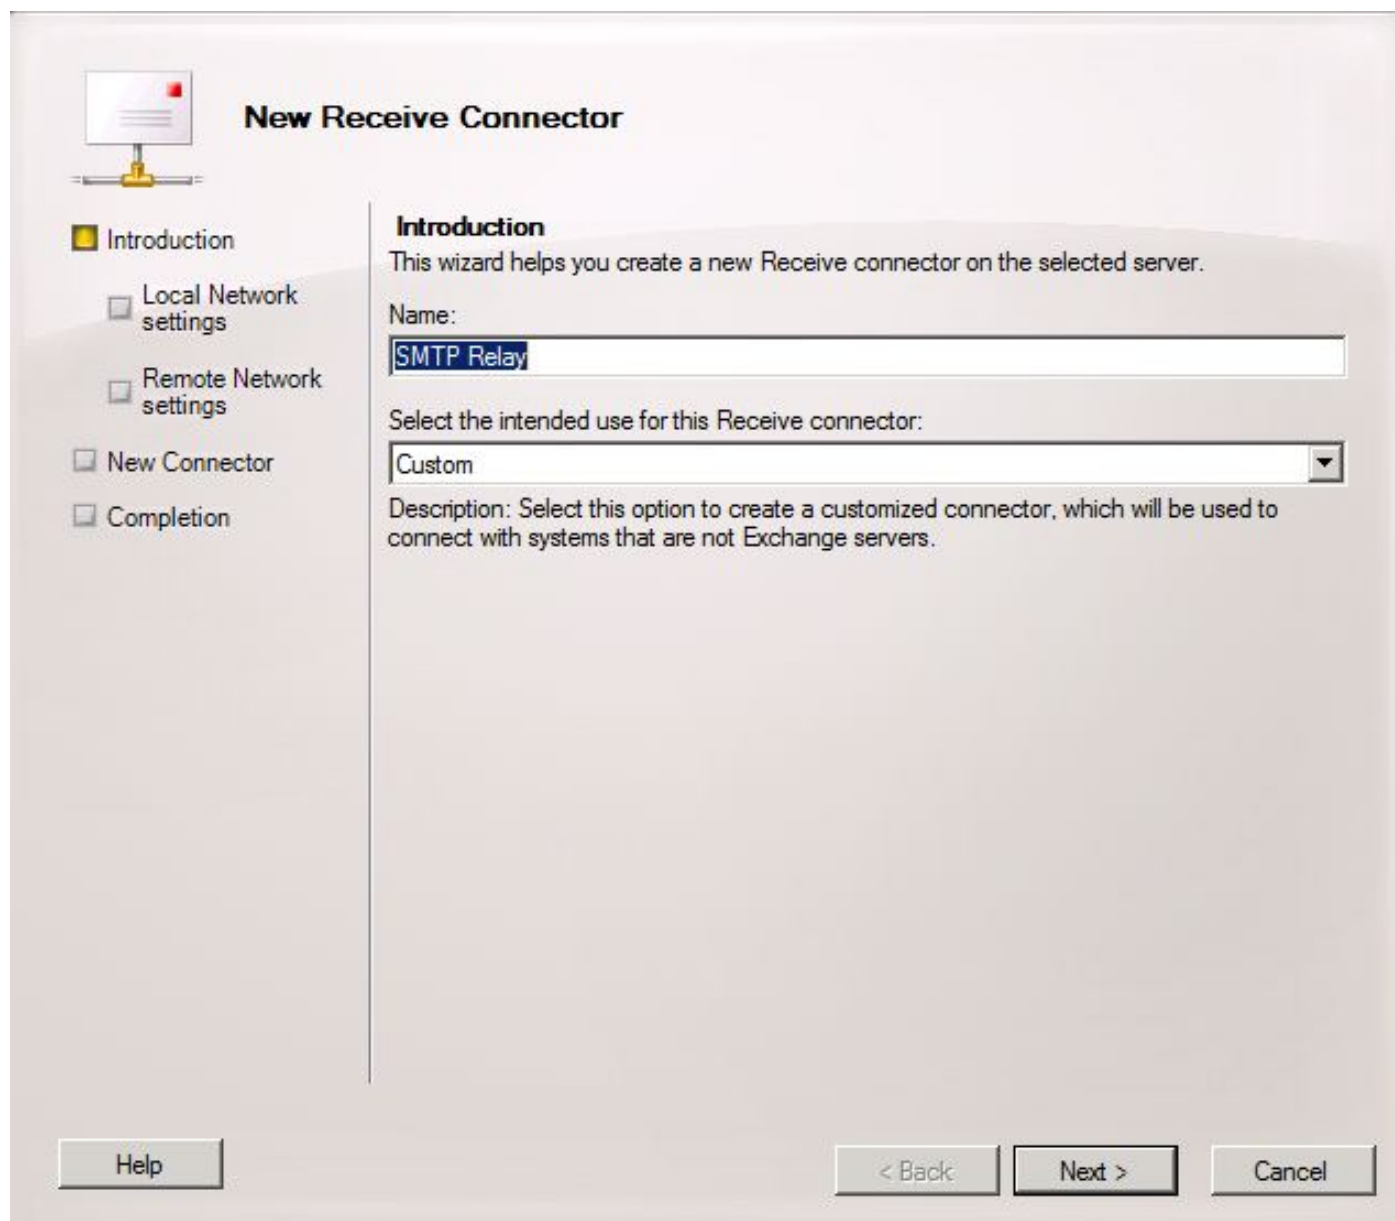 New Receive Connector
Introduction
Local Network
settings
Remote Network
settings
New Connector
Completion
Introduction
This wizard helps you create a new Receive connector on the selected server.
Name:
SMTP Relay
Select the intended use for this Receive connector:
Custom
Description: Select this option to create a customized connector, which will be used to
connect with systems that are not Exchange servers.
Help
< Back
Next >
Cancel